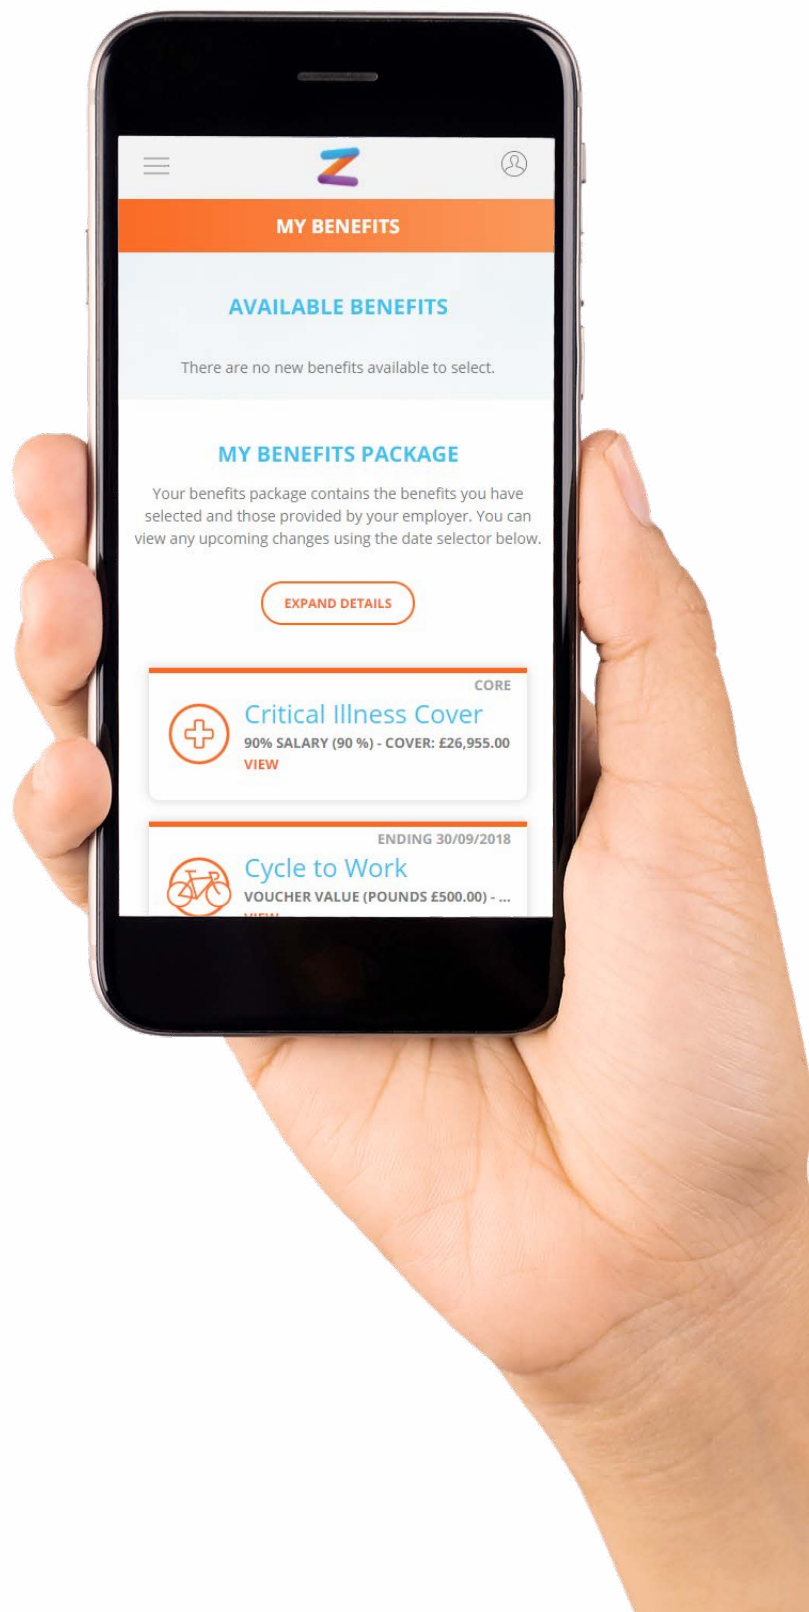 MY BENEFITS
AVAILABLE BENEFITS
There are no new benefits available to select.
MY BENEFITS PACKAGE
Your benefits package contains the benefits you have
selected and those provided by your employer. You can
view any upcoming changes using the date selector below.
EXPAND DETAILS
CORE
Critical Illness Cover
90% SALARY (90 %) - COVER: £26,955.00
VIEW
ENDING 30/09/2018
Cycle to Work
VOUCHER VALUE (POUNDS £500.00) - ...
VIEW